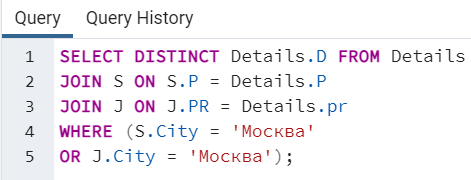 Query Query History
1 SELECT DISTINCT Details.D FROM Details
2 JOIN S ON S.P = Details.P
3 JOIN J ON J.PR = Details.pr
4 WHERE (S.City = 'Москва'
5 OR J.City = 'Москва');